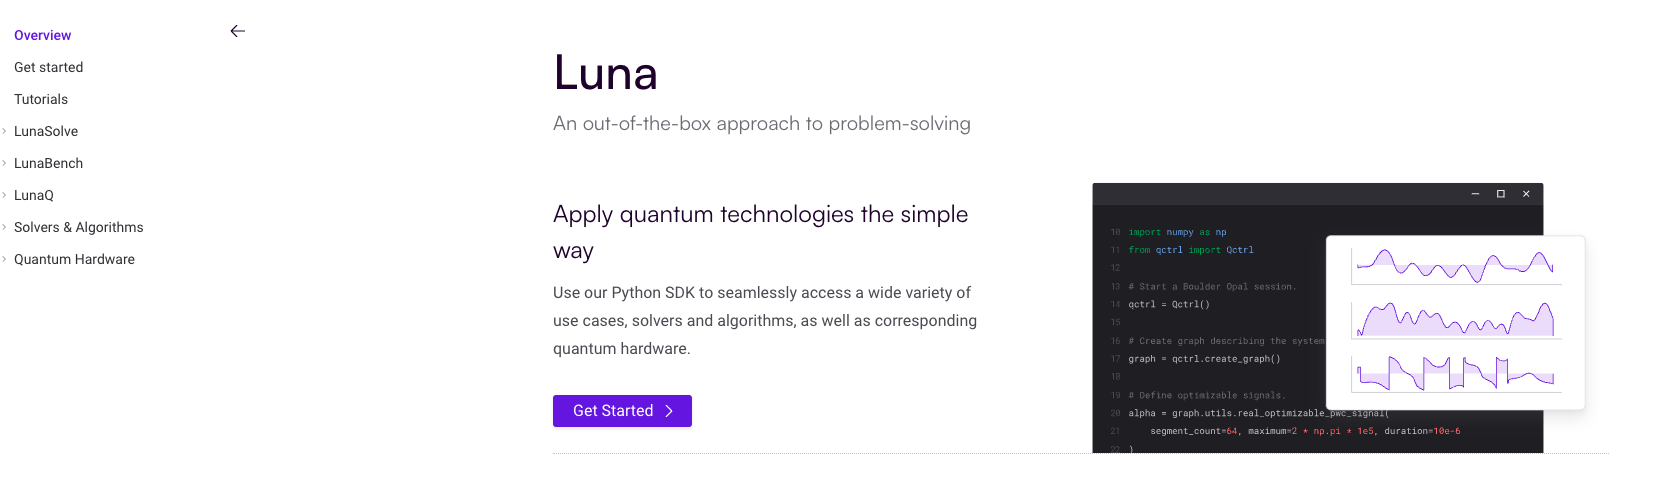 Overview
Get started
Tutorials
LunaSolve
LunaBench
LunaQ
Solvers & Algorithms
Quantum Hardware
Luna
An out-of-the-box approach to problem-solving
Apply quantum technologies the simple
way
Use our Python SDK to seamlessly access a wide variety of
use cases, solvers and algorithms, as well as corresponding
quantum hardware.
Get Started
10 import numpy as np
11 from qctrl import Qctrl
12
13 # Start a Boulder Opal session.
14 qctrl = Qctrl()
15
16 # Create graph describing the system
17 graph = qctrl.create_graph()
18
19 # Define optimizable signals.
20 alpha = graph.utils.real_optimizable_pwc_signal(
21 segment_count=64, maximum=2 * np.pi * 1e5, duration=10e-6
22 )